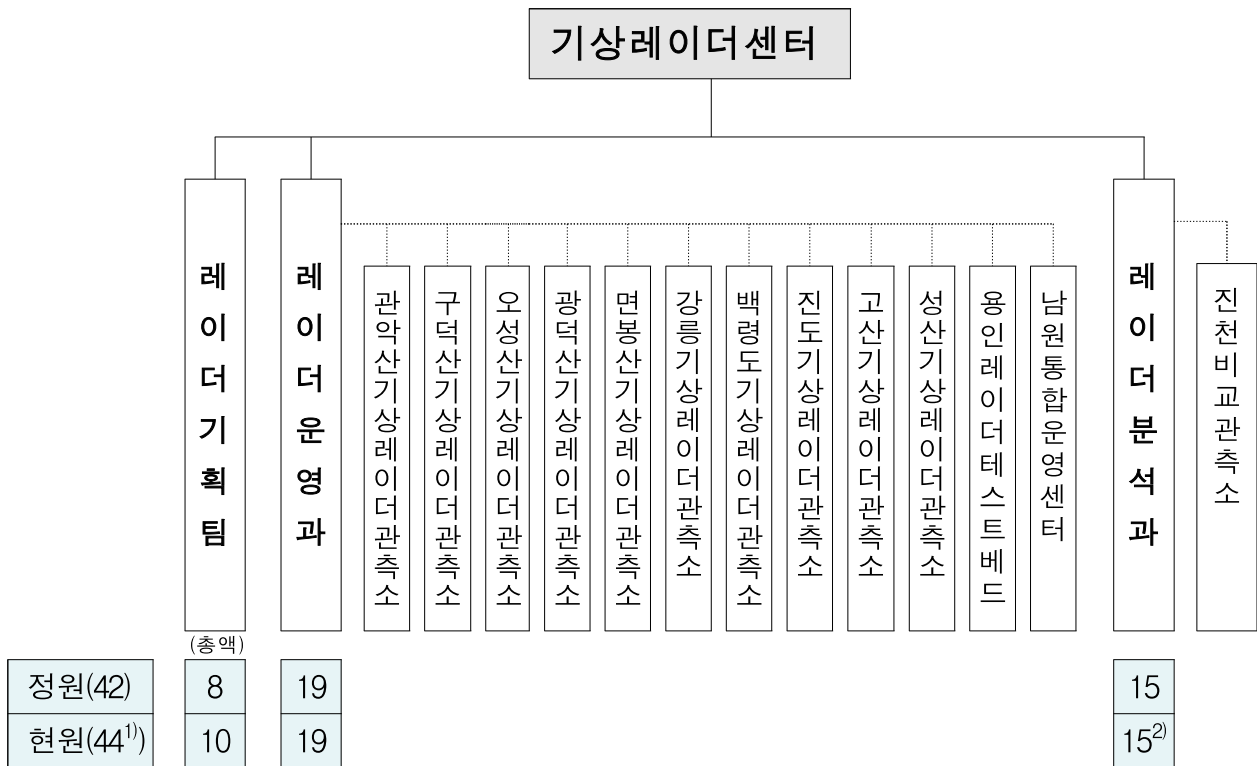 기상레이더센터
레이더기획팀
레이더운영과
관악산기상레이더관측소
구덕산기상레이더관측소
오성산기상레이더관측소
광덕산기상레이더관측소
면봉산기상레이더관측소
강릉기상레이더관측소
백령도기상레이더관측소
진도기상레이더관측소
고산기상레이더관측소
성산기상레이더관측소
용인레이더테스트베드
남원통합운영센터
레이더분석과
진천비교관측소
(총액)
정원(42) 8 19 15
현원(44¹⁾) 10 19 15²⁾